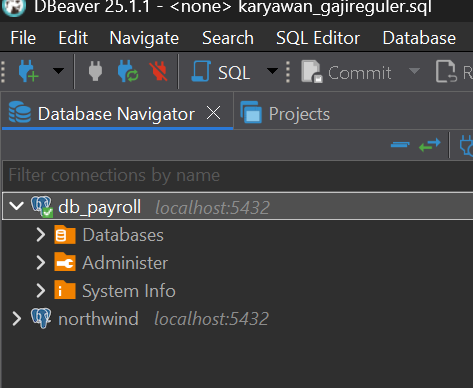 DBeaver 25.1.1 - <none> karyawan_gajireguler.sql
File Edit Navigate Search SQL Editor Database
SQL Commit
Database Navigator Projects
Filter connections by name
db_payroll localhost:5432
Databases
Administer
System Info
northwind localhost:5432